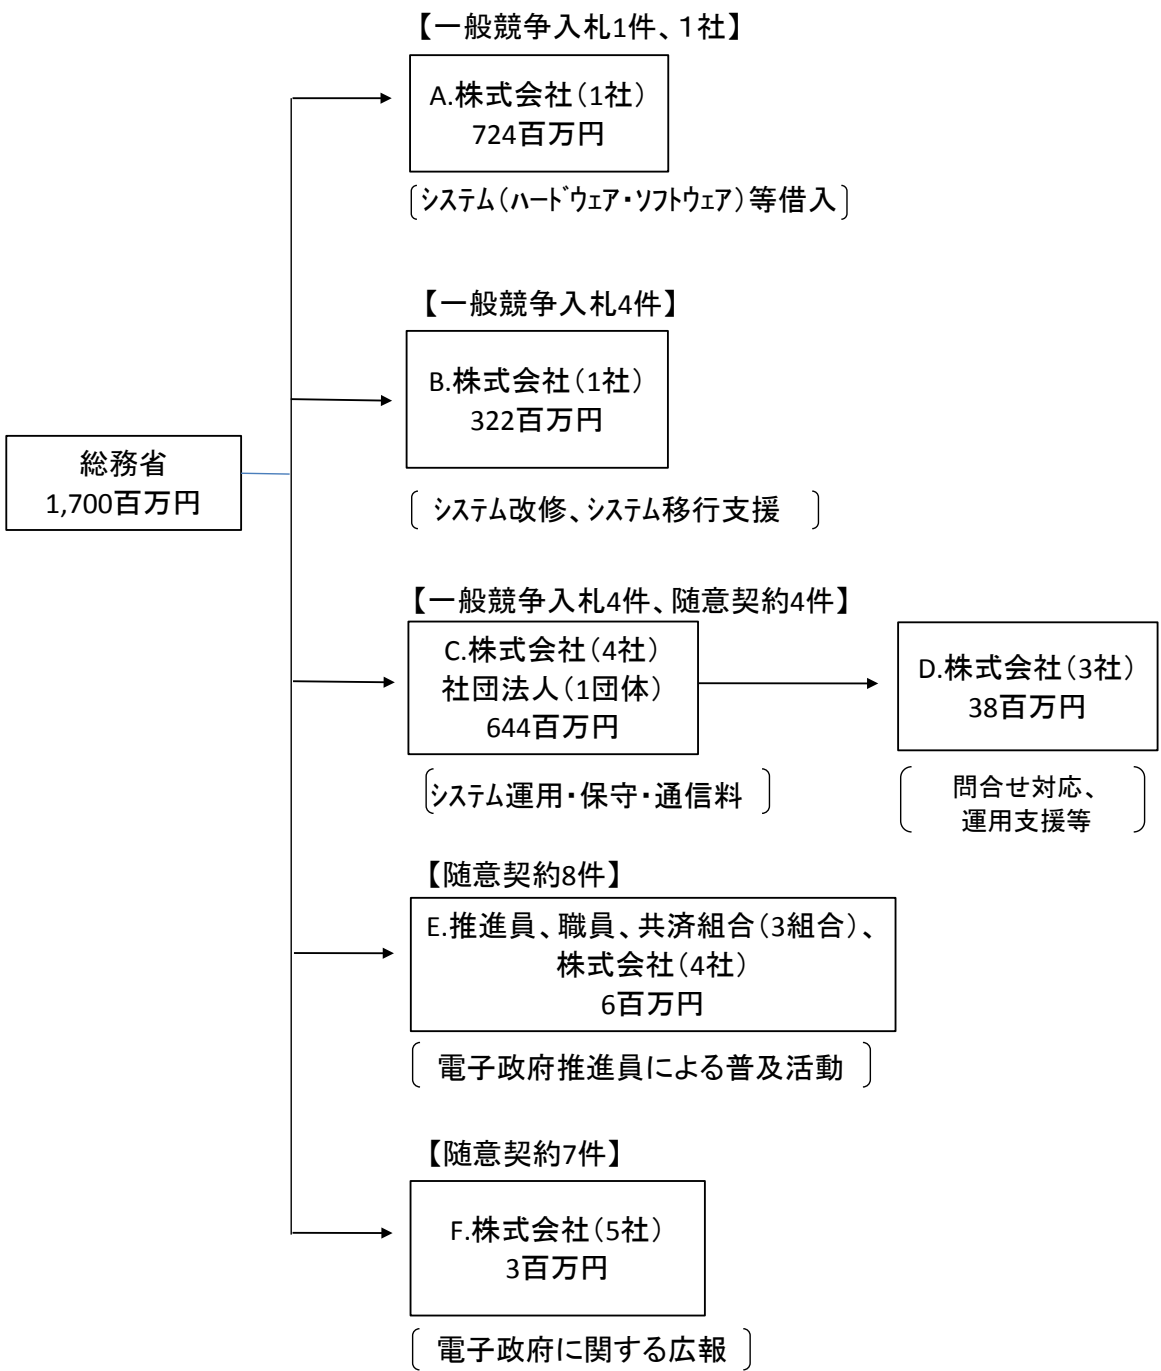 【一般競争入札1件、１社】
A.株式会社（1社）
724百万円
システム（ハードウェア・ソフトウェア）等借入
【一般競争入札4件】
B.株式会社（1社）
322百万円
システム改修、システム移行支援
総務省
1,700百万円
【一般競争入札4件、随意契約4件】
C.株式会社（4社）
社団法人（1団体）
644百万円
システム運用・保守・通信料
D.株式会社（3社）
38百万円
問合せ対応、
運用支援等
【随意契約8件】
E.推進員、職員、共済組合（3組合）、
株式会社（4社）
6百万円
電子政府推進員による普及活動
【随意契約7件】
F.株式会社（5社）
3百万円
電子政府に関する広報